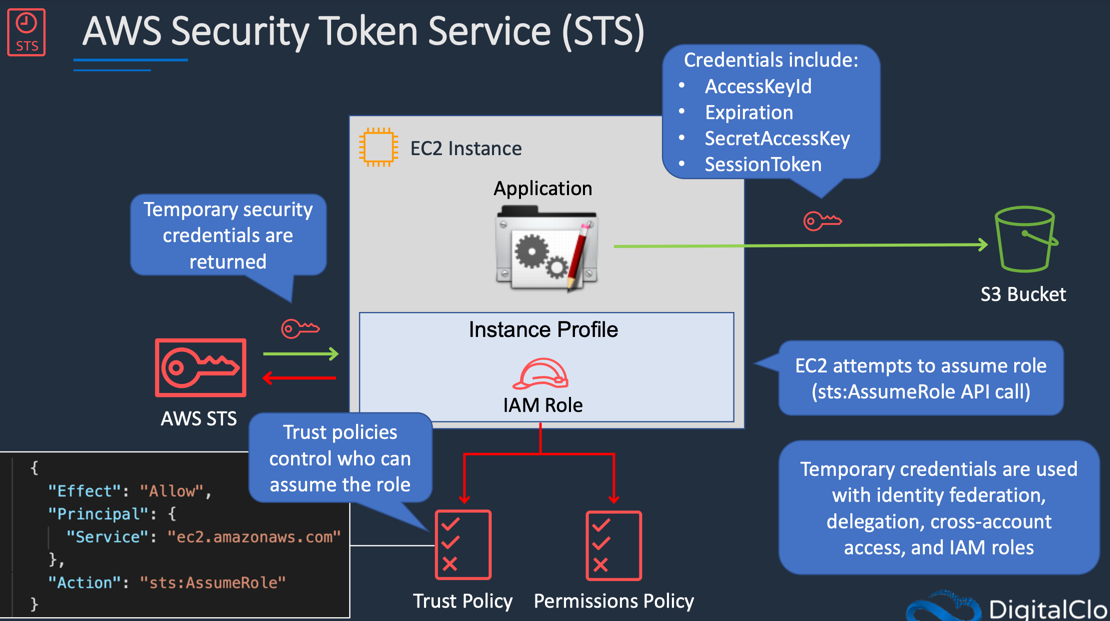 STS
AWS Security Token Service (STS)
Credentials include:
• AccessKeyId
• Expiration
• SecretAccessKey
• SessionToken
EC2 Instance
Application
Temporary security
credentials are
returned
S3 Bucket
Instance Profile
IAM Role
AWS STS
EC2 attempts to assume role
(sts:AssumeRole API call)
Trust policies
control who can
assume the role
Temporary credentials are used
with identity federation,
delegation, cross-account
access, and IAM roles
{
"Effect": "Allow",
"Principal": {
"Service": "ec2.amazonaws.com"
},
"Action": "sts:AssumeRole"
}
Trust Policy
Permissions Policy
DigitalClo